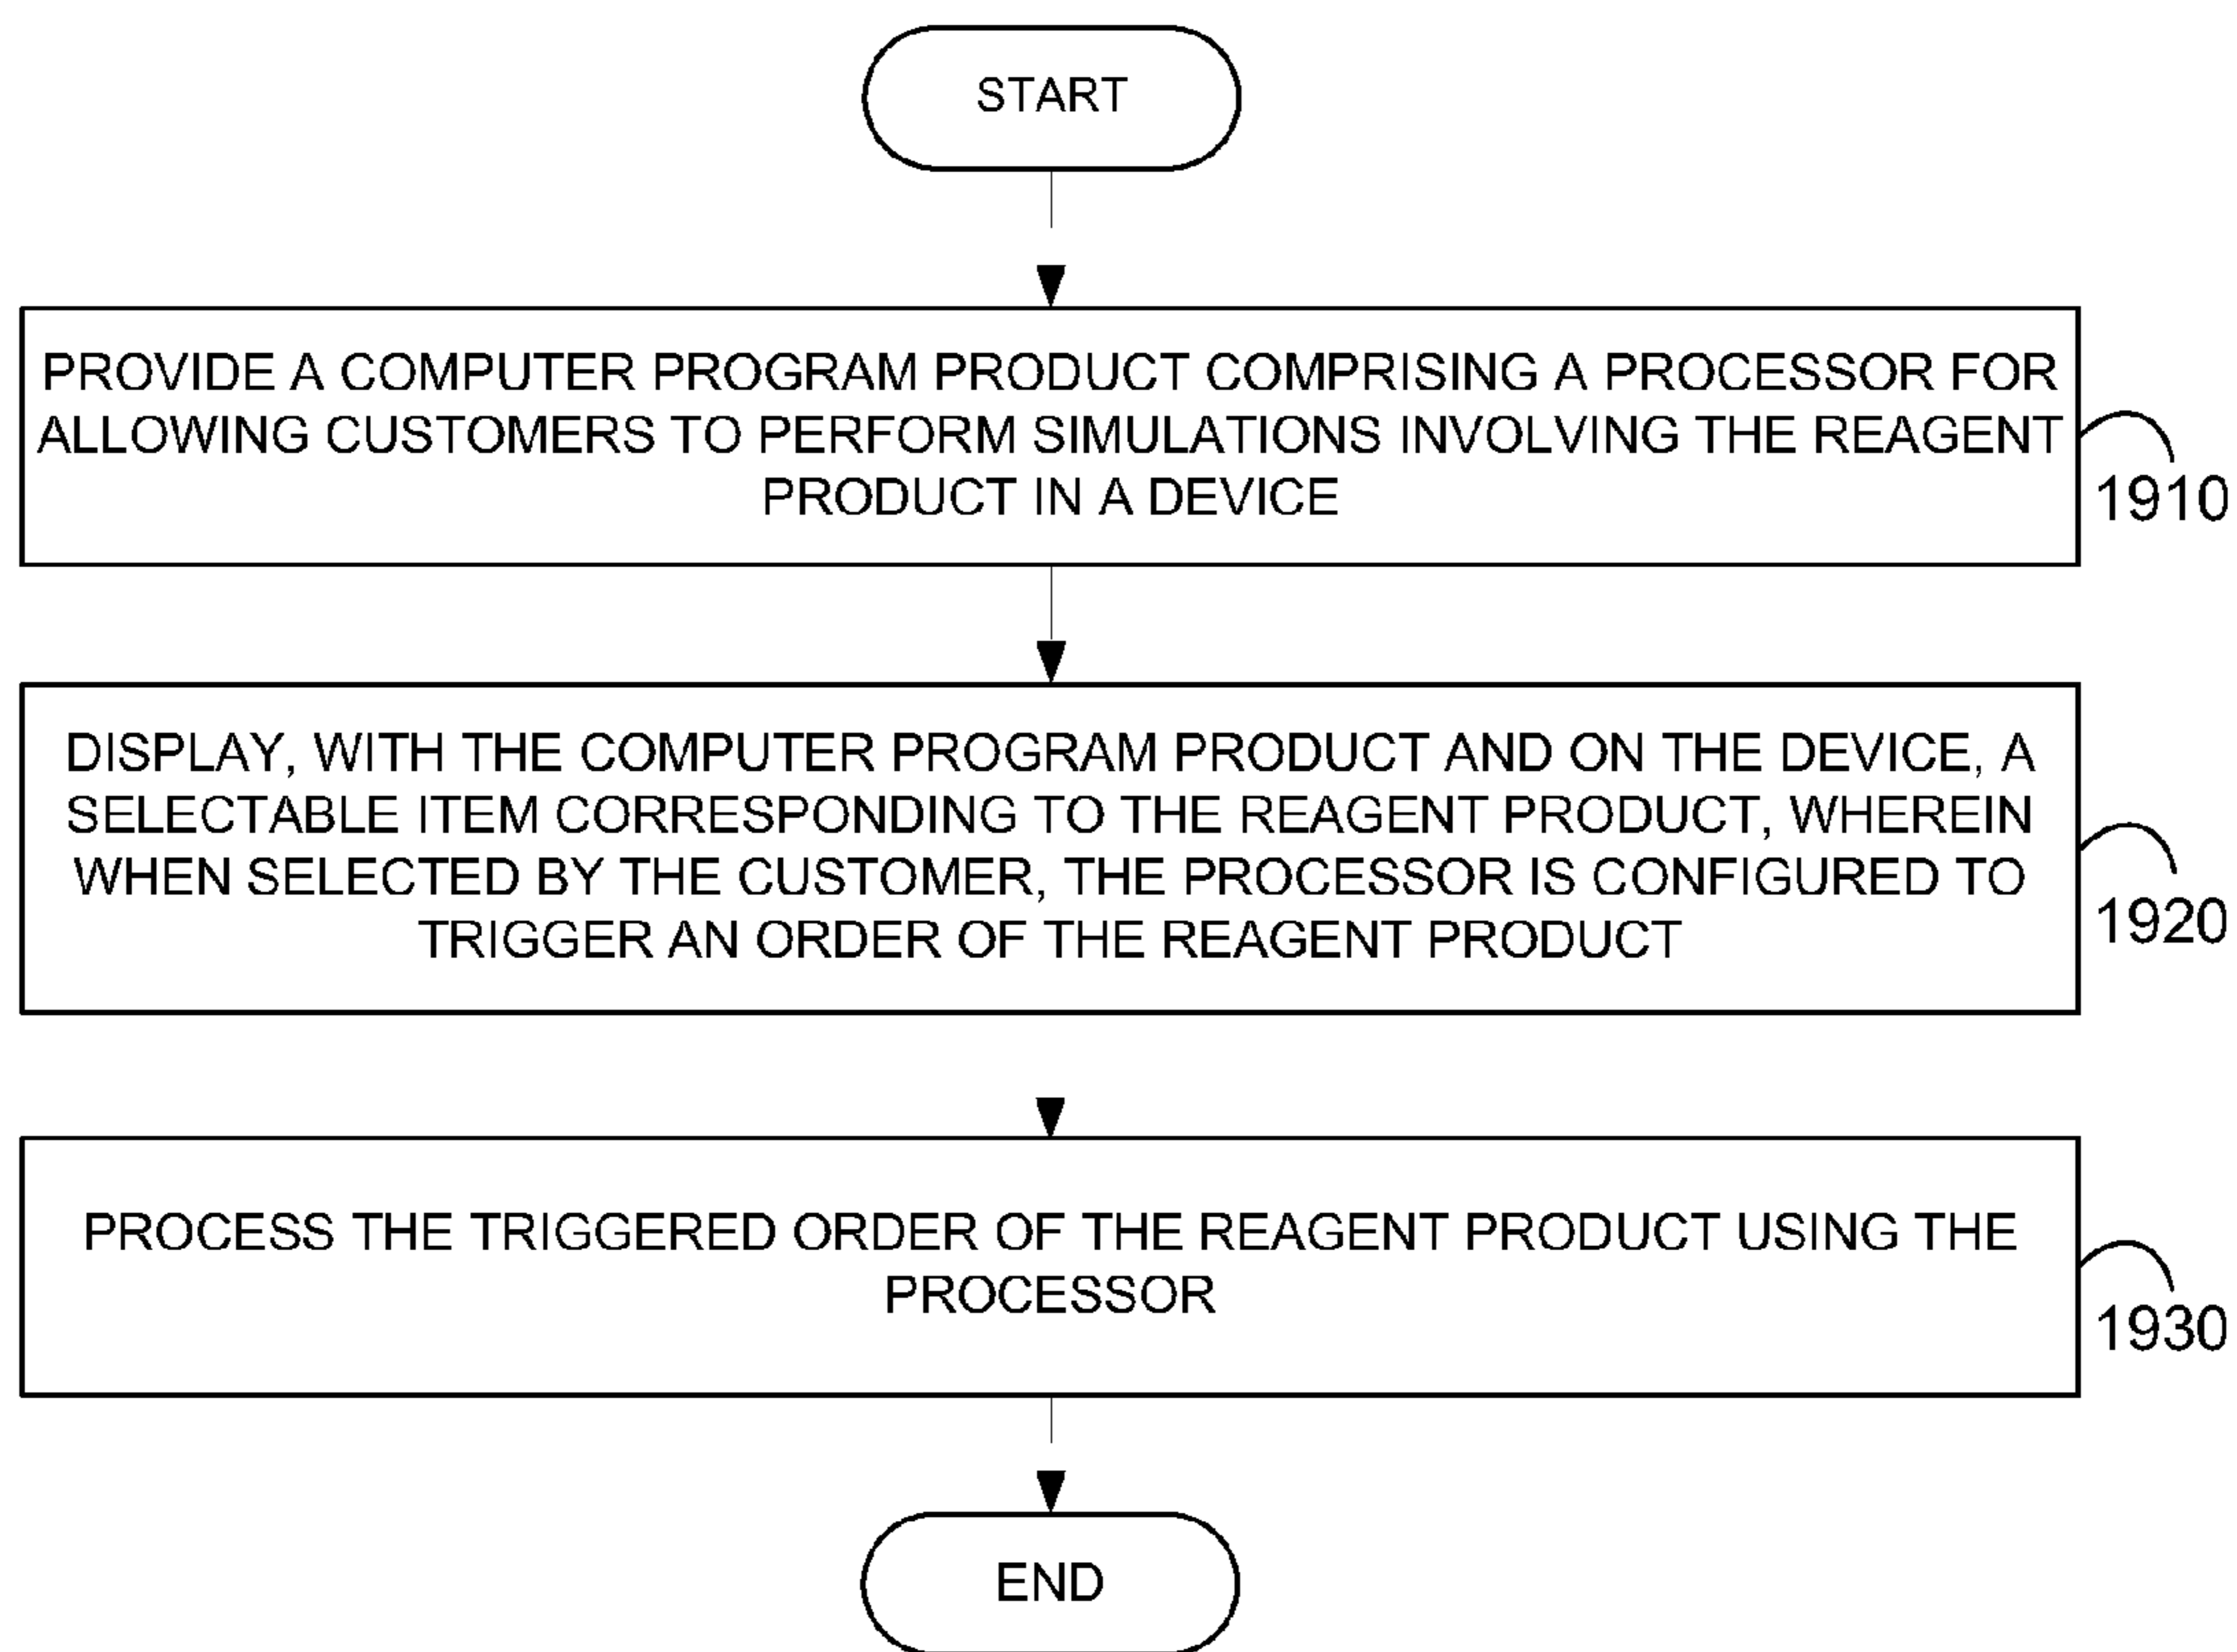 START
PROVIDE A COMPUTER PROGRAM PRODUCT COMPRISING A PROCESSOR FOR
ALLOWING CUSTOMERS TO PERFORM SIMULATIONS INVOLVING THE REAGENT
PRODUCT IN A DEVICE
1910
DISPLAY, WITH THE COMPUTER PROGRAM PRODUCT AND ON THE DEVICE, A
SELECTABLE ITEM CORRESPONDING TO THE REAGENT PRODUCT, WHEREIN
WHEN SELECTED BY THE CUSTOMER, THE PROCESSOR IS CONFIGURED TO
TRIGGER AN ORDER OF THE REAGENT PRODUCT
1920
PROCESS THE TRIGGERED ORDER OF THE REAGENT PRODUCT USING THE
PROCESSOR
1930
END